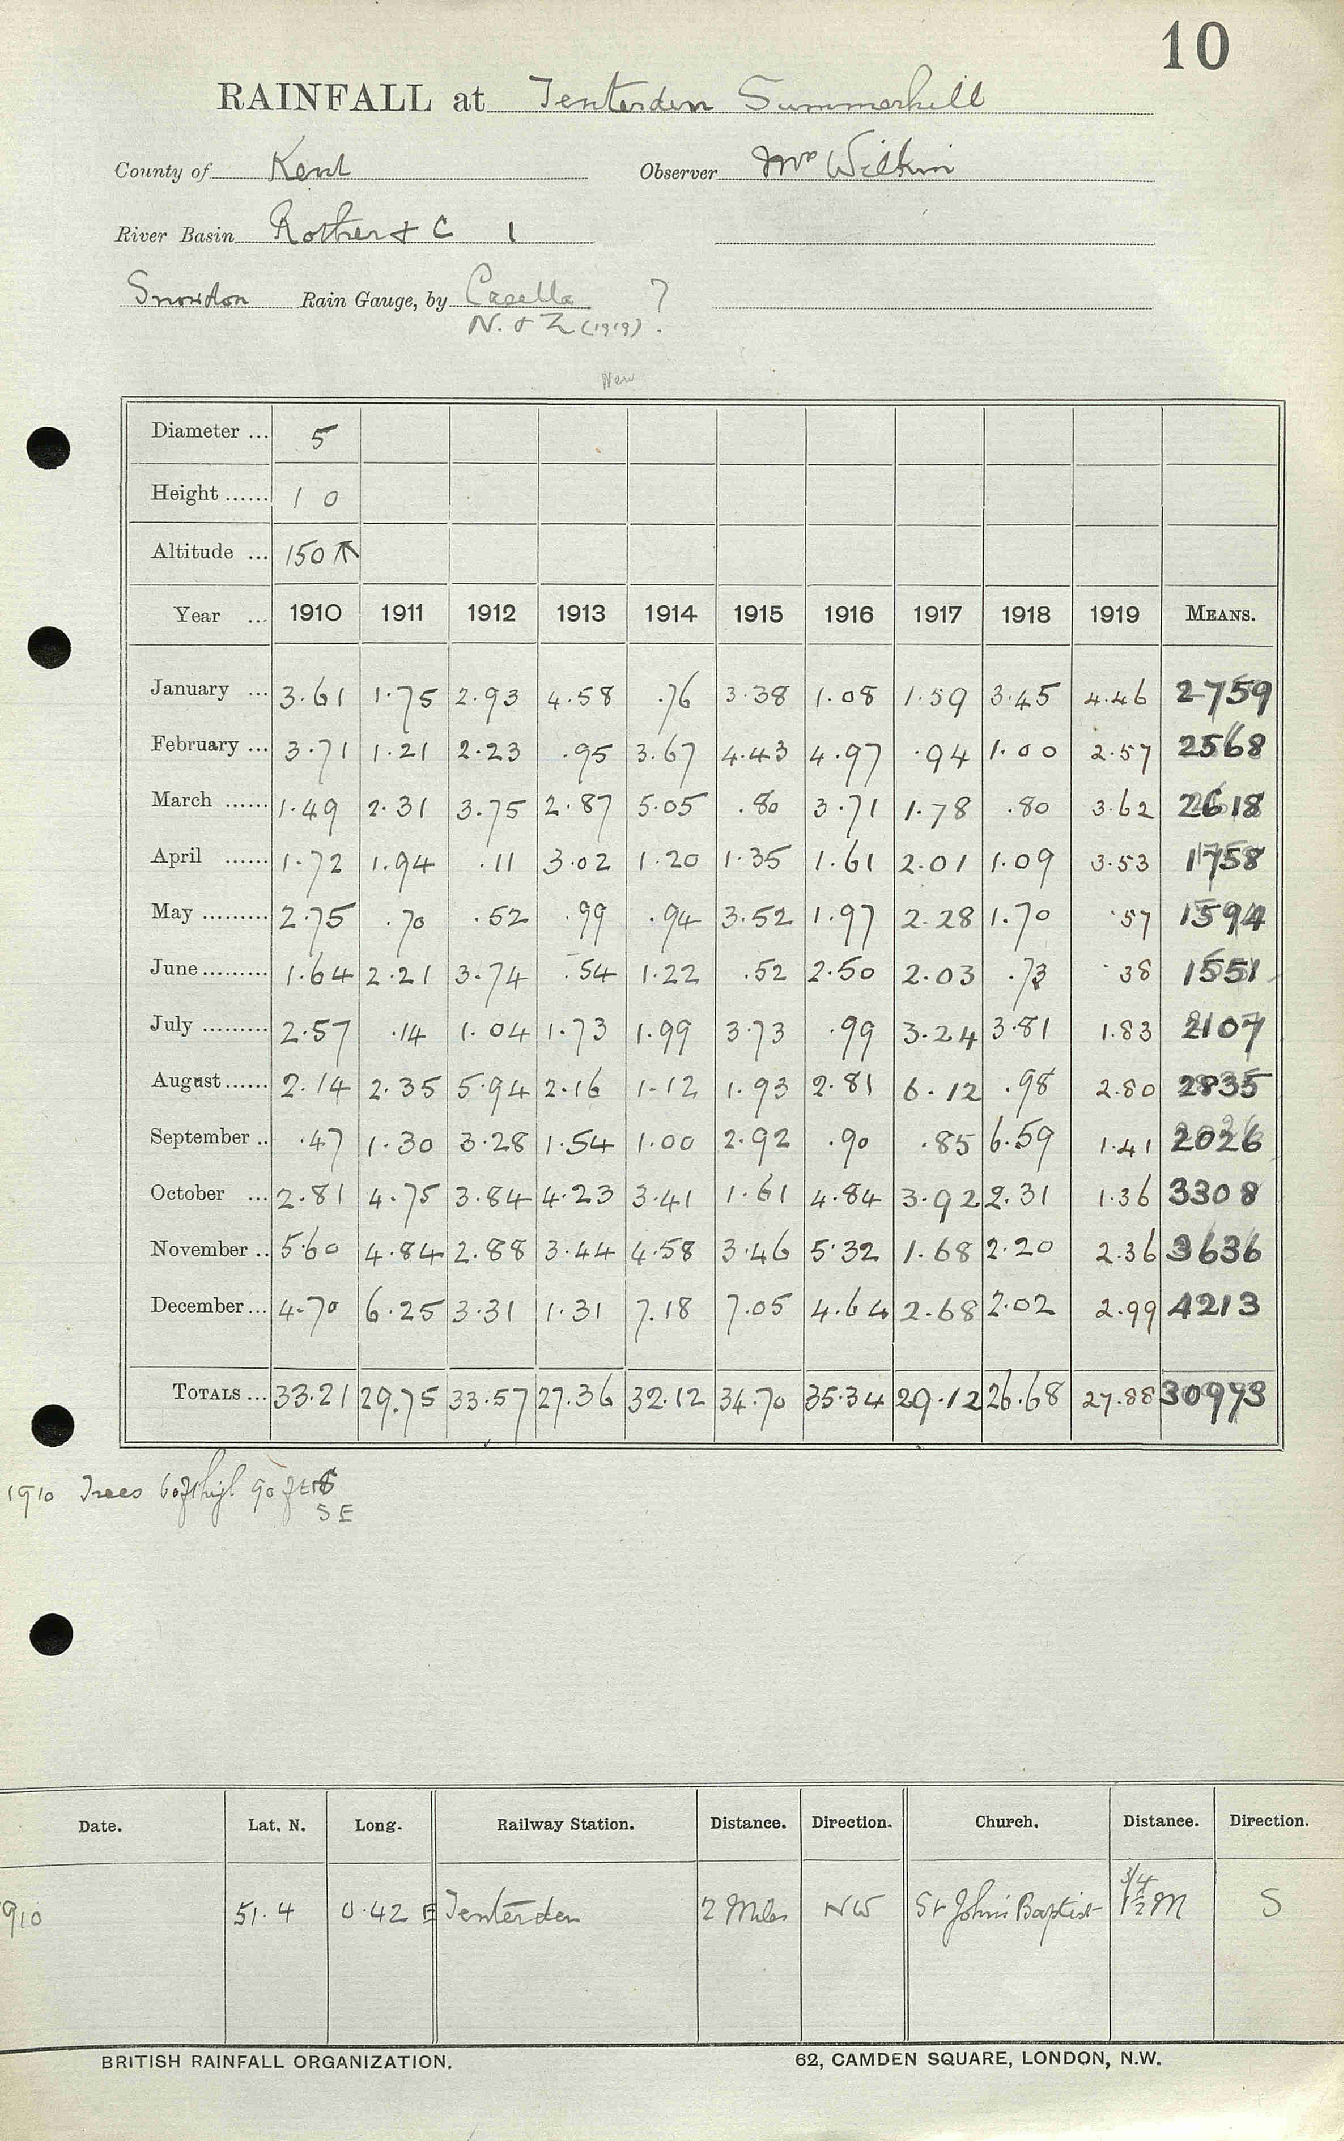 10
RAINFALL at Tenterden Summerhill
County of Kent Observer Mrs Wilkin
River Basin Rother & C 1
Snowdon Rain Gauge, by Casella ?
N. & Z (1919) .
New
Diameter ... 5
Height ...... 1 0
Altitude ... 150
Year ... 1910 1911 1912 1913 1914 1915 1916 1917 1918 1919 MEANS.
January ... 3.61 1.75 2.93 4.58 .76 3.38 1.08 1.59 3.45 4.46 2759
February ... 3.71 1.21 2.23 .95 3.67 4.43 4.97 .94 1.00 2.57 2568
March ...... 1.49 2.31 3.75 2.87 5.05 .80 3.71 1.78 .80 3.62 2618
April ...... 1.72 1.94 .11 3.02 1.20 1.35 1.61 2.01 1.09 3.53 1758
May ......... 2.75 .70 .52 .99 .94 3.52 1.97 2.28 1.70 .57 1594
June ......... 1.64 2.21 3.74 .54 1.22 .52 2.50 2.03 .73 .38 1551
July ......... 2.57 .14 1.04 1.73 1.99 3.73 .99 3.24 3.81 1.83 2107
August ...... 2.14 2.35 5.94 2.16 1.12 1.93 2.81 6.12 .98 2.80 2835
September .. .47 1.30 3.28 1.54 1.00 2.92 .90 .85 6.59 1.41 2026
October ... 2.81 4.75 3.84 4.23 3.41 1.61 4.84 3.92 2.31 1.36 3308
November .. 5.60 4.84 2.88 3.44 4.58 3.46 5.32 1.68 2.20 2.36 3636
December ... 4.70 6.25 3.31 1.31 7.18 7.05 4.64 2.68 2.02 2.99 4213
TOTALS ... 33.21 29.75 33.57 27.36 32.12 34.70 35.34 29.12 26.68 27.88 30973
1910 Trees 60ft high 90 ft
SE
Date. Lat. N. Long. Railway Station. Distance. Direction. Church. Distance. Direction.
910 51.4 0.42 E Tenterden 2 Miles NW St John Baptist 3/4 1 1/2 M S
BRITISH RAINFALL ORGANIZATION. 62, CAMDEN SQUARE, LONDON, N.W.